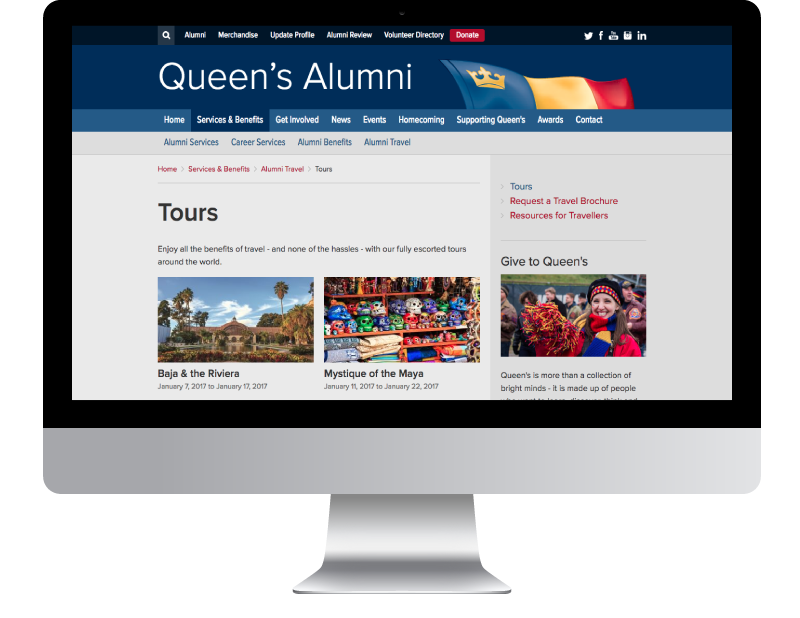 Alumni Merchandise Update Profile Alumni Review Volunteer Directory Donate
Queen's Alumni
Home Services & Benefits Get Involved News Events Homecoming Supporting Queen's Awards Contact
Alumni Services Career Services Alumni Benefits Alumni Travel
Home > Services & Benefits > Alumni Travel > Tours
Tours
Enjoy all the benefits of travel - and none of the hassles - with our fully escorted tours
around the world.
Baja & the Riviera
January 7, 2017 to January 17, 2017
Mystique of the Maya
January 11, 2017 to January 22, 2017
Tours
Request a Travel Brochure
Resources for Travellers
Give to Queen's
Queen's is more than a collection of
bright minds - it is made up of people